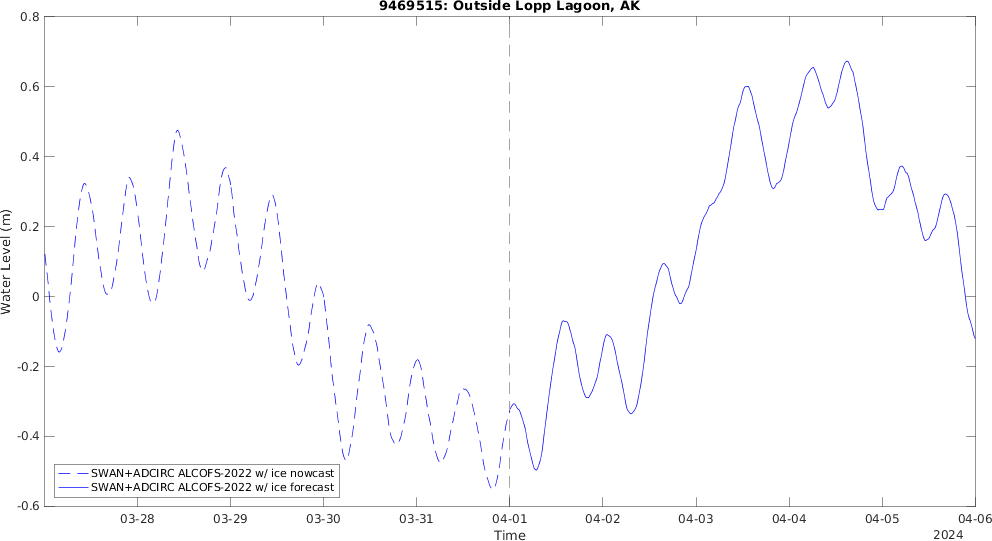 9469515: Outside Lopp Lagoon, AK
0.8
0.6
0.4
0.2
0
-0.2
-0.4
-0.6
Water Level (m)
SWAN+ADCIRC ALCOFS-2022 w/ ice nowcast
SWAN+ADCIRC ALCOFS-2022 w/ ice forecast
03-28 03-29 03-30 03-31 04-01 04-02 04-03 04-04 04-05 04-06
Time
2024